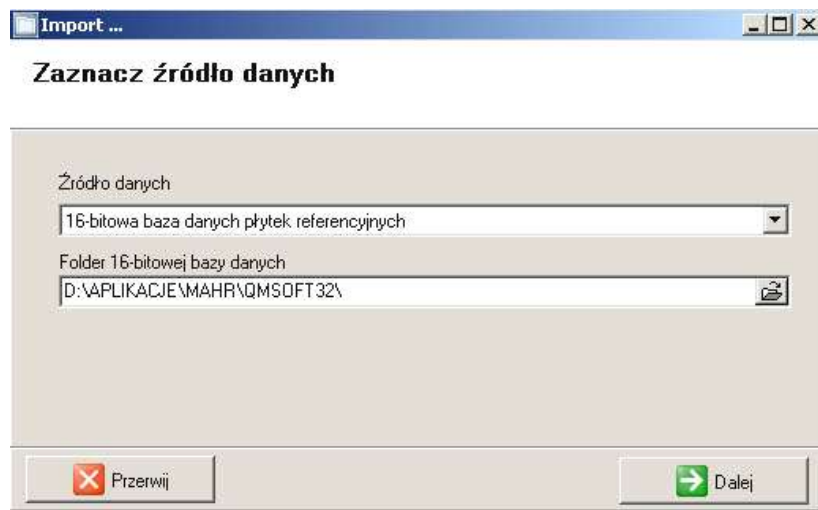 Import ...
Zaznacz źródło danych
Źródło danych
16-bitowa baza danych płytek referencyjnych
Folder 16-bitowej bazy danych
D:\APLIKACJE\MAHR\QMSOFT32\
Przerwij
Dalej